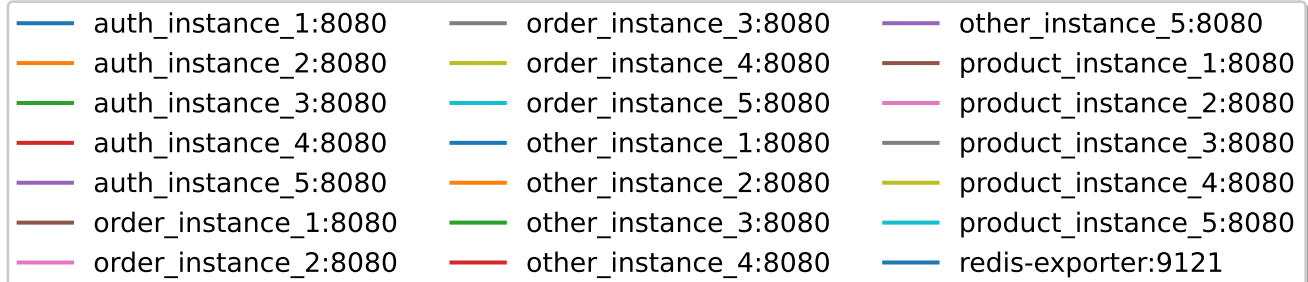 auth_instance_1:8080
auth_instance_2:8080
auth_instance_3:8080
auth_instance_4:8080
auth_instance_5:8080
order_instance_1:8080
order_instance_2:8080
order_instance_3:8080
order_instance_4:8080
order_instance_5:8080
other_instance_1:8080
other_instance_2:8080
other_instance_3:8080
other_instance_4:8080
other_instance_5:8080
product_instance_1:8080
product_instance_2:8080
product_instance_3:8080
product_instance_4:8080
product_instance_5:8080
redis-exporter:9121